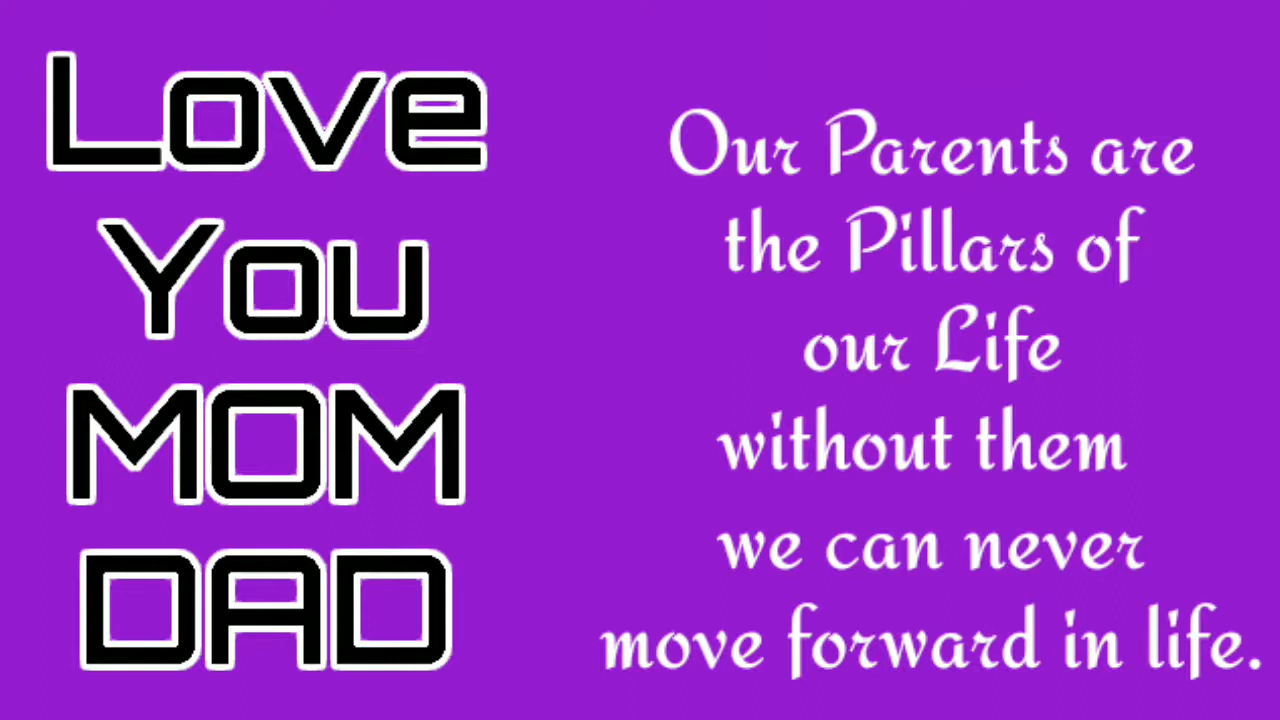 Love
You
MOM
DAD
Our Parents are
the Pillars of
our Life
without them
we can never
move forward in life.